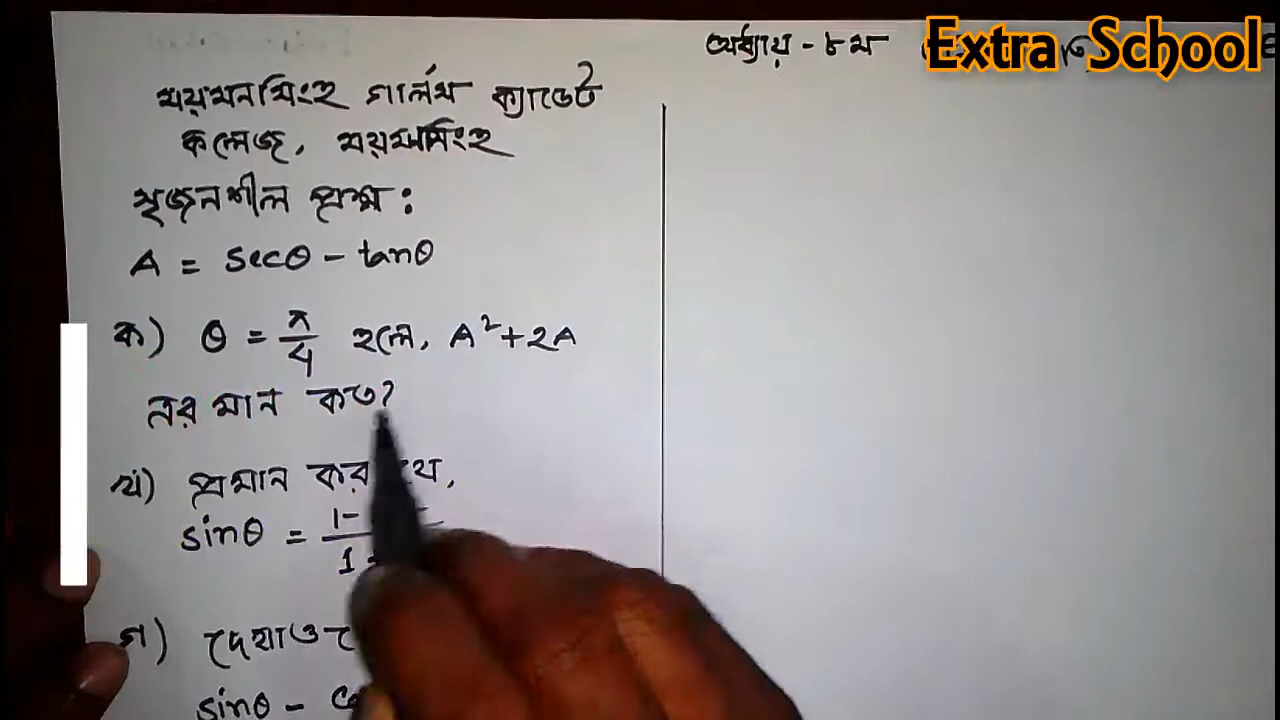 অধ্যায় - ৮ম
Extra School
ময়মনসিংহ গার্লস ক্যাডেট
কলেজ, ময়মনসিংহ
সৃজনশীল প্রশ্ন :
A = secθ - tanθ
ক) θ = π/4 হলে, A² + 2A
এর মান কত?
খ) প্রমান কর যে,
sinθ = 1- / 1
গ) দেখাও
sinθ -